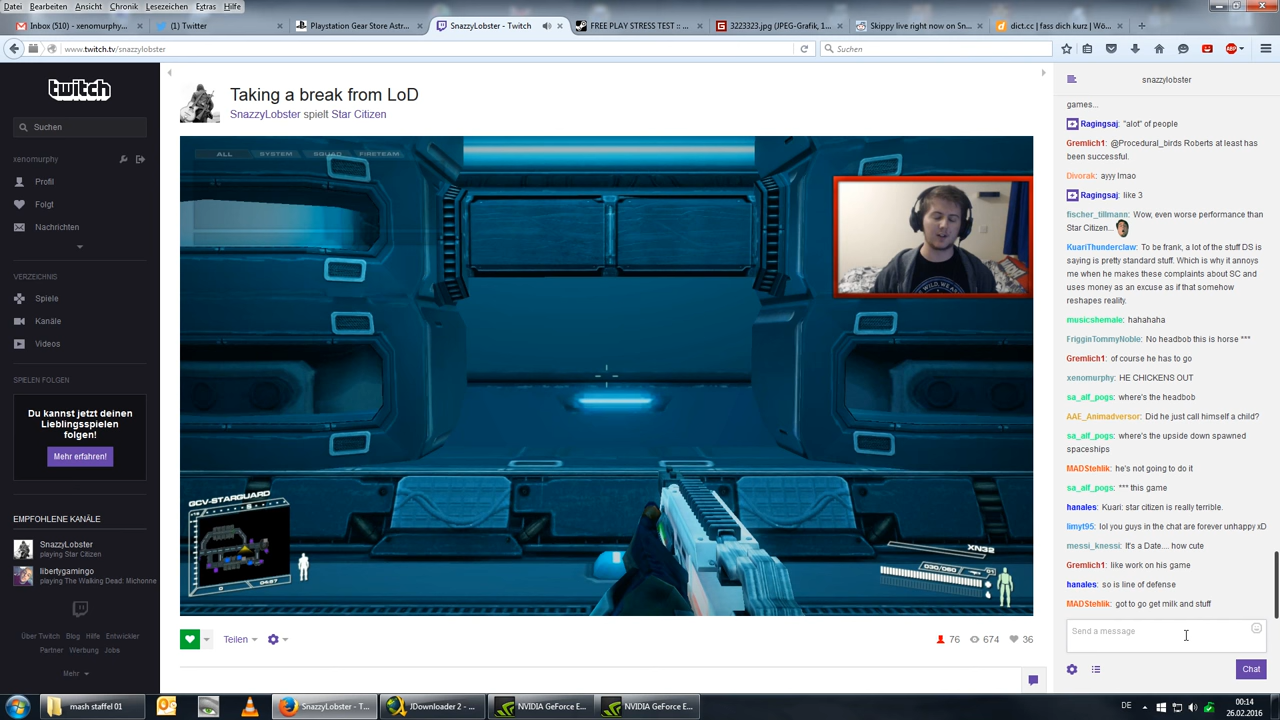 Datei Bearbeiten Ansicht Chronik Lesezeichen Extras Hilfe
Inbox (510) - xenomurphy...
(1) Twitter
Playstation Gear Store Astr...
SnazzyLobster - Twitch
FREE PLAY STRESS TEST :: ...
3223323.jpg (JPEG-Grafik, 1...
Skippy live right now on Sn...
dict.cc | fass dich kurz | Wö...
www.twitch.tv/snazzylobster
Suchen
ABP
twitch
Suchen
xenomurphy
Profil
Folgt
Nachrichten
VERZEICHNIS
Spiele
Kanäle
Videos
SPIELEN FOLGEN
Du kannst jetzt deinen
Lieblingsspielen
folgen!
Mehr erfahren!
EMPFOHLENE KANÄLE
SnazzyLobster
playing Star Citizen
libertygamingo
playing The Walking Dead: Michonne
Über Twitch Blog Hilfe Entwickler
Partner Werbung Jobs
Mehr
Taking a break from LoD
SnazzyLobster spielt Star Citizen
ALL SYSTEM SQUAD FIRETEAM
GCV-STARGUARD
XN32
030/060
Teilen
76 674 36
snazzylobster
games...
Ragingsaj: "alot" of people
Gremlich1: @Procedural_birds Roberts at least has
been successful.
Divorak: ayyy lmao
Ragingsaj: like 3
fischer_tillmann: Wow, even worse performance than
Star Citizen...
KuariThunderclaw: To be frank, a lot of the stuff DS is
saying is pretty standard stuff. Which is why it annoys
me when he makes these complaints about SC and
uses money as an excuse as if that somehow
reshapes reality.
musicshemale: hahahaha
FrigginTommyNoble: No headbob this is horse ***
Gremlich1: of course he has to go
xenomurphy: HE CHICKENS OUT
sa_alf_pogs: where's the headbob
AAE_Animadversor: Did he just call himself a child?
sa_alf_pogs: where's the upside down spawned
spaceships
MADStehlik: he's not going to do it
sa_alf_pogs: *** this game
hanales: Kuari: star citizen is really terrible.
limyt95: lol you guys in the chat are forever unhappy xD
messi_knessi: It's a Date.... how cute
Gremlich1: like work on his game
hanales: so is line of defense
MADStehlik: got to go get milk and stuff
Send a message
Chat
mash staffel 01
SnazzyLobster - T...
JDownloader 2 - ...
NVIDIA GeForce E...
NVIDIA GeForce E...
DE
00:14
26.02.2016